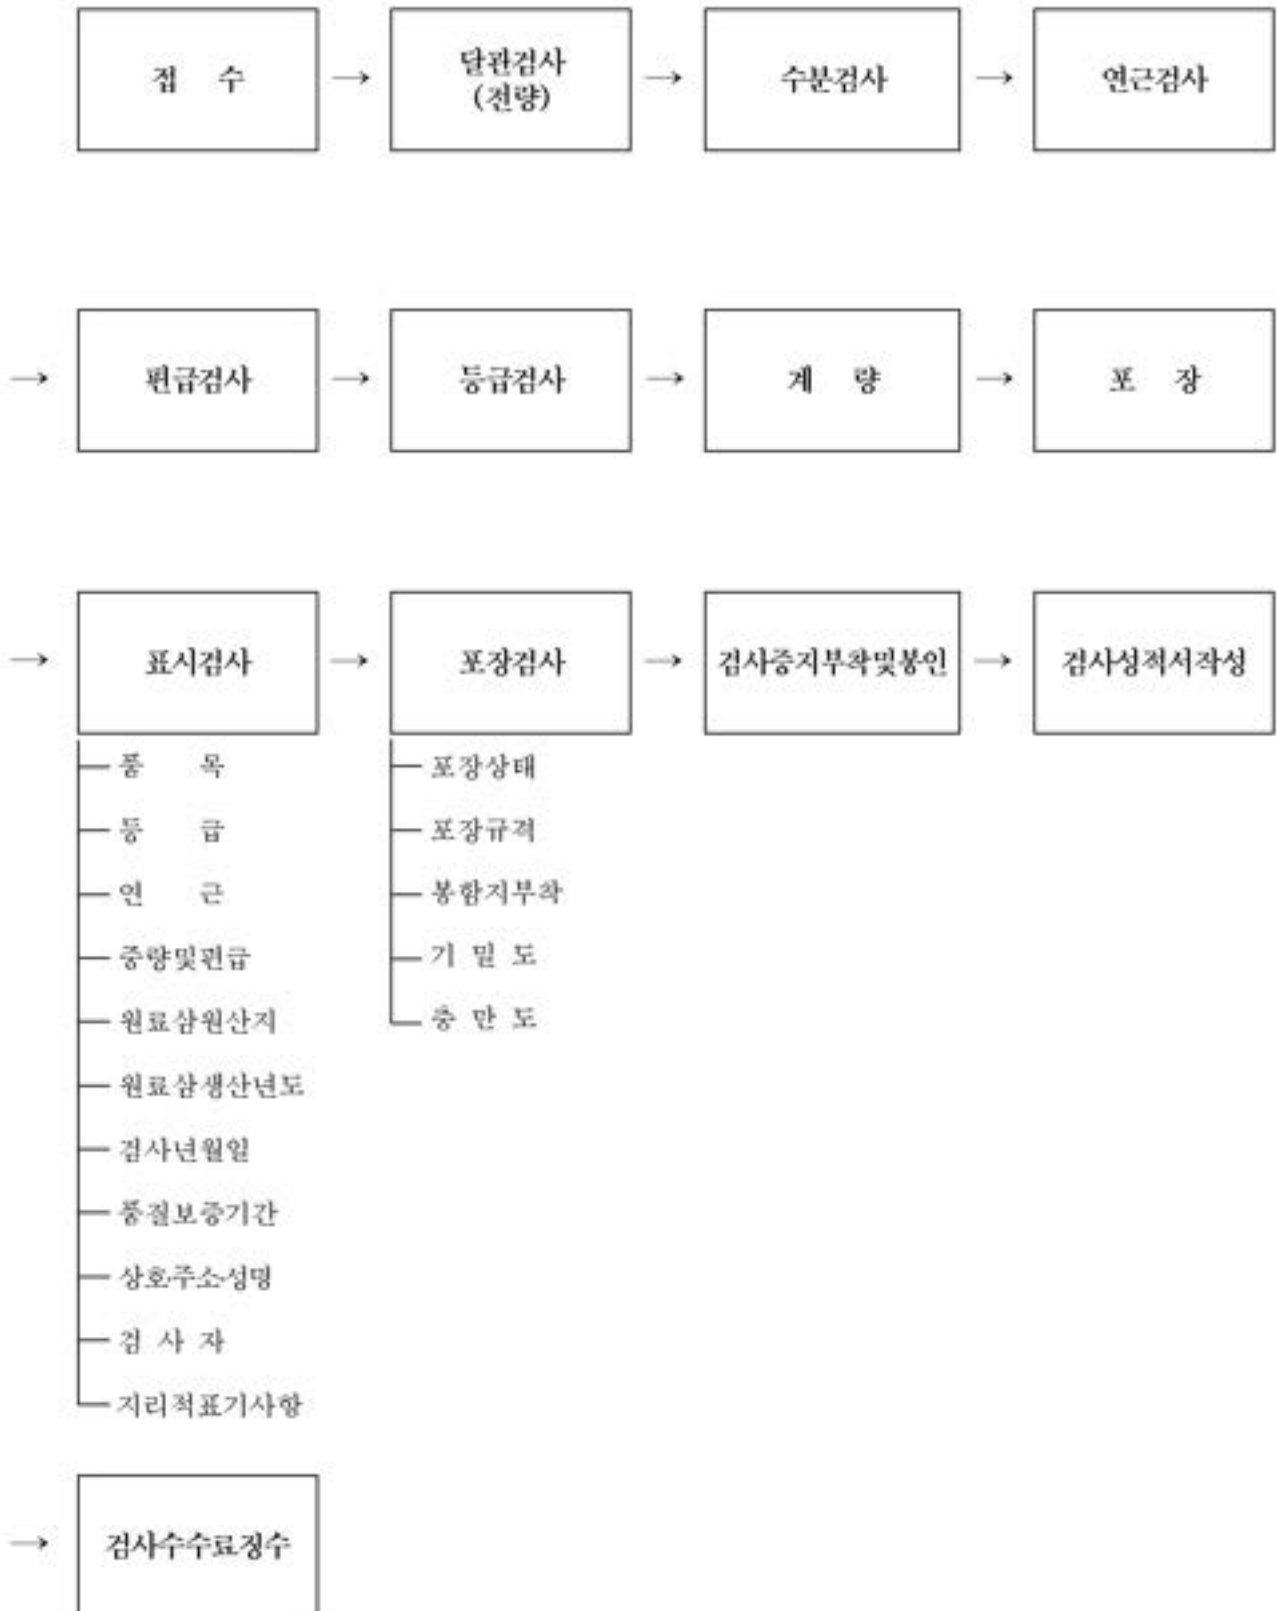 접 수 → 달관검사 → 수분검사 → 연근검사
(전량)
→ 편급검사 → 등급검사 → 계 량 → 포 장
→ 표시검사 → 포장검사 → 검사증지부착및봉인 → 검사성적서작성
품 목 포장상태
등 급 포장규격
연 근 봉함지부착
중량및편급 기 밀 도
원료삼원산지 충 만 도
원료삼생산년도
검사년월일
품질보증기간
상호·주소·성명
검 사 자
지리적표기사항
→ 검사수수료징수